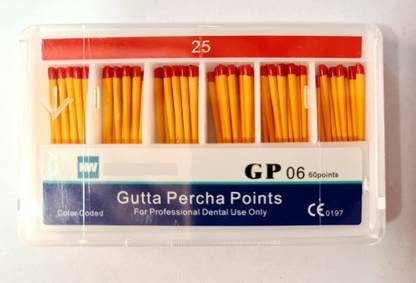 25
GP 06 60points
Gutta Percha Points
Color Coded
For Professional Dental Use Only
CE 0197